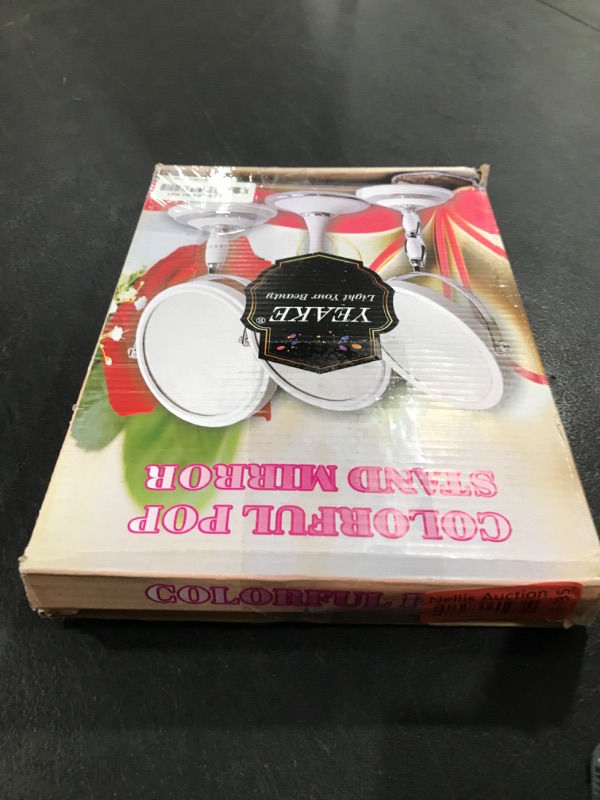 COLORFUL POP
STAND MIRROR
YEAKE®
Light Your Beauty
COLORFUL
Nellis Auction